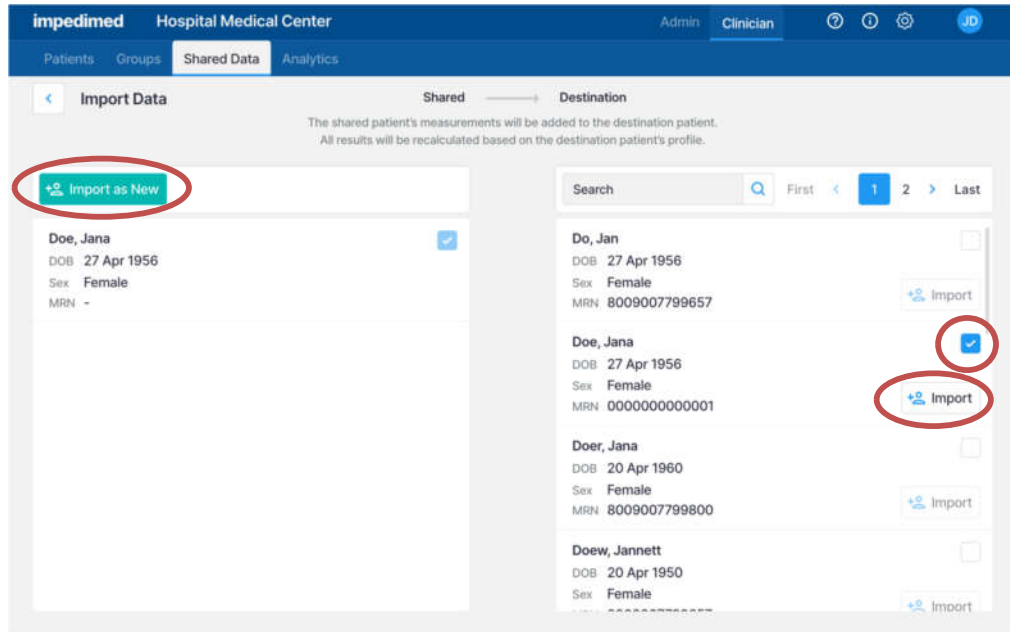 impedimed Hospital Medical Center Admin Clinician JD
Patients Groups Shared Data Analytics
Import Data Shared Destination
The shared patient's measurements will be added to the destination patient.
All results will be recalculated based on the destination patient's profile.
Import as New
Doe, Jana
DOB 27 Apr 1956
Sex Female
MRN -
Search First 1 2 Last
Do, Jan
DOB 27 Apr 1956
Sex Female
MRN 8009007799657
Import
Doe, Jana
DOB 27 Apr 1956
Sex Female
MRN 0000000000001
Import
Doer, Jana
DOB 20 Apr 1960
Sex Female
MRN 8009007799800
Import
Doew, Jannett
DOB 20 Apr 1950
Sex Female
Import